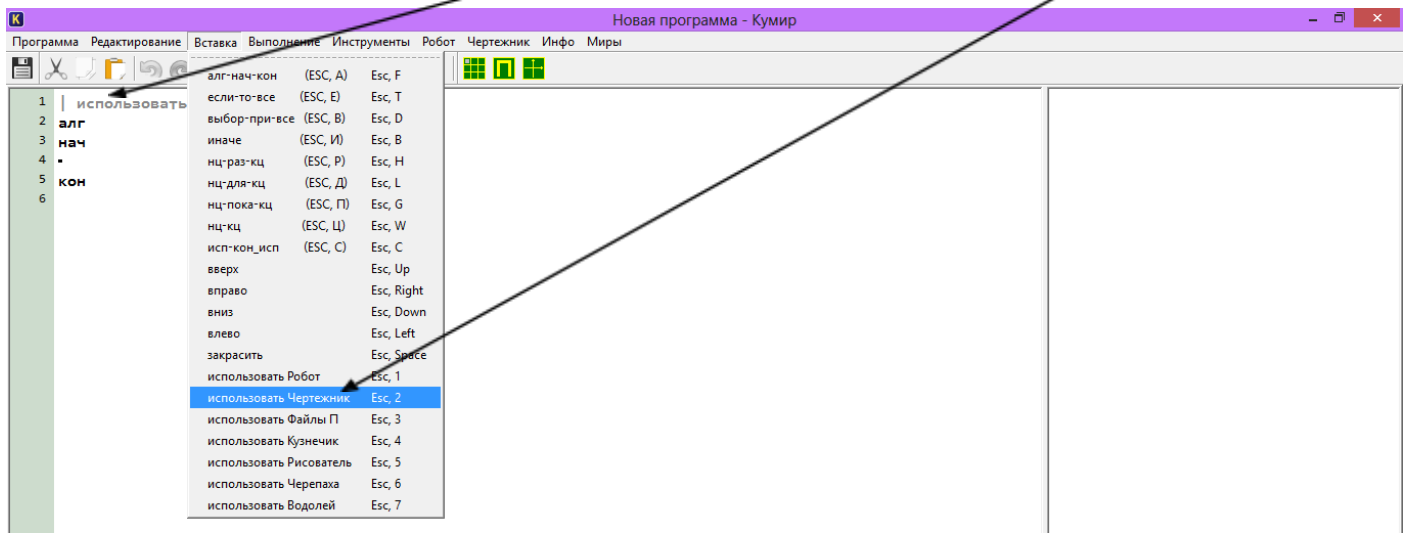 K Новая программа - Кумир
Программа Редактирование Вставка Выполнение Инструменты Робот Чертежник Инфо Миры
1 | использовать
2 алг
3 нач
4
5 кон
6
алг-нач-кон (ESC, A) Esc, F
если-то-все (ESC, E) Esc, T
выбор-при-все (ESC, B) Esc, D
иначе (ESC, И) Esc, B
нц-раз-кц (ESC, Р) Esc, H
нц-для-кц (ESC, Д) Esc, L
нц-пока-кц (ESC, П) Esc, G
нц-кц (ESC, Ц) Esc, W
исп-кон_исп (ESC, С) Esc, C
вверх Esc, Up
вправо Esc, Right
вниз Esc, Down
влево Esc, Left
закрасить Esc, Space
использовать Робот Esc, 1
использовать Чертежник Esc, 2
использовать Файлы П Esc, 3
использовать Кузнечик Esc, 4
использовать Рисователь Esc, 5
использовать Черепаха Esc, 6
использовать Водолей Esc, 7